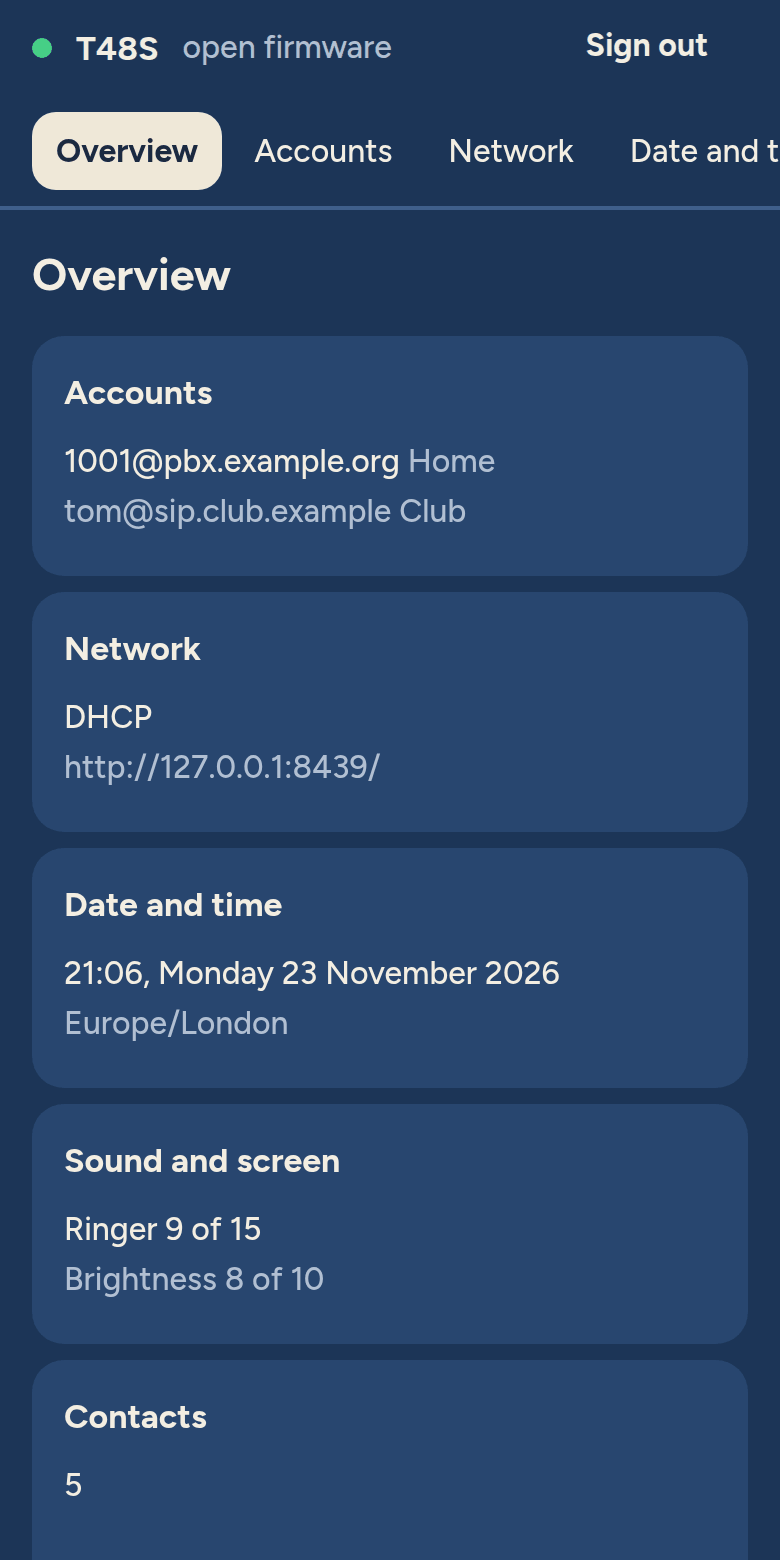 T48S open firmware Sign out
Overview Accounts Network Date and t
Overview
Accounts
1001@pbx.example.org Home
tom@sip.club.example Club
Network
DHCP
http://127.0.0.1:8439/
Date and time
21:06, Monday 23 November 2026
Europe/London
Sound and screen
Ringer 9 of 15
Brightness 8 of 10
Contacts
5